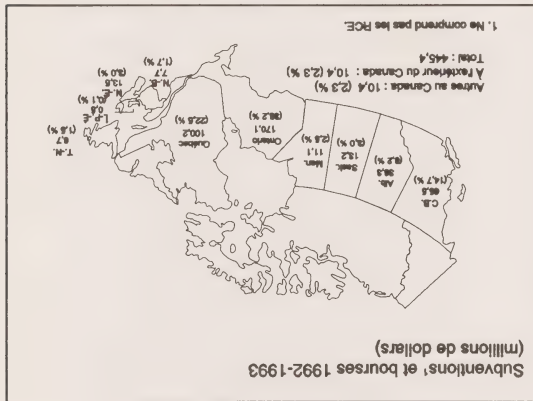 Subventions¹ et bourses 1992-1993
(millions de dollars)
C.B.
65,5
(14,7 %)
Alb.
36,3
(8,2 %)
Sask.
13,2
(3,0 %)
Man.
11,1
(2,5 %)
Ontario
170,1
(38,2 %)
Québec
100,2
(22,5 %)
T.-N.
6,7
(1,5 %)
Î.-P.-É
0,5
(0,1 %)
N.-É.
13,5
(3,0 %)
N.-B.
7,7
(1,7 %)
Autres au Canada : 10,4 (2,3 %)
À l'extérieur du Canada : 10,4 (2,3 %)
Total : 445,4
1. Ne comprend pas les RCE.